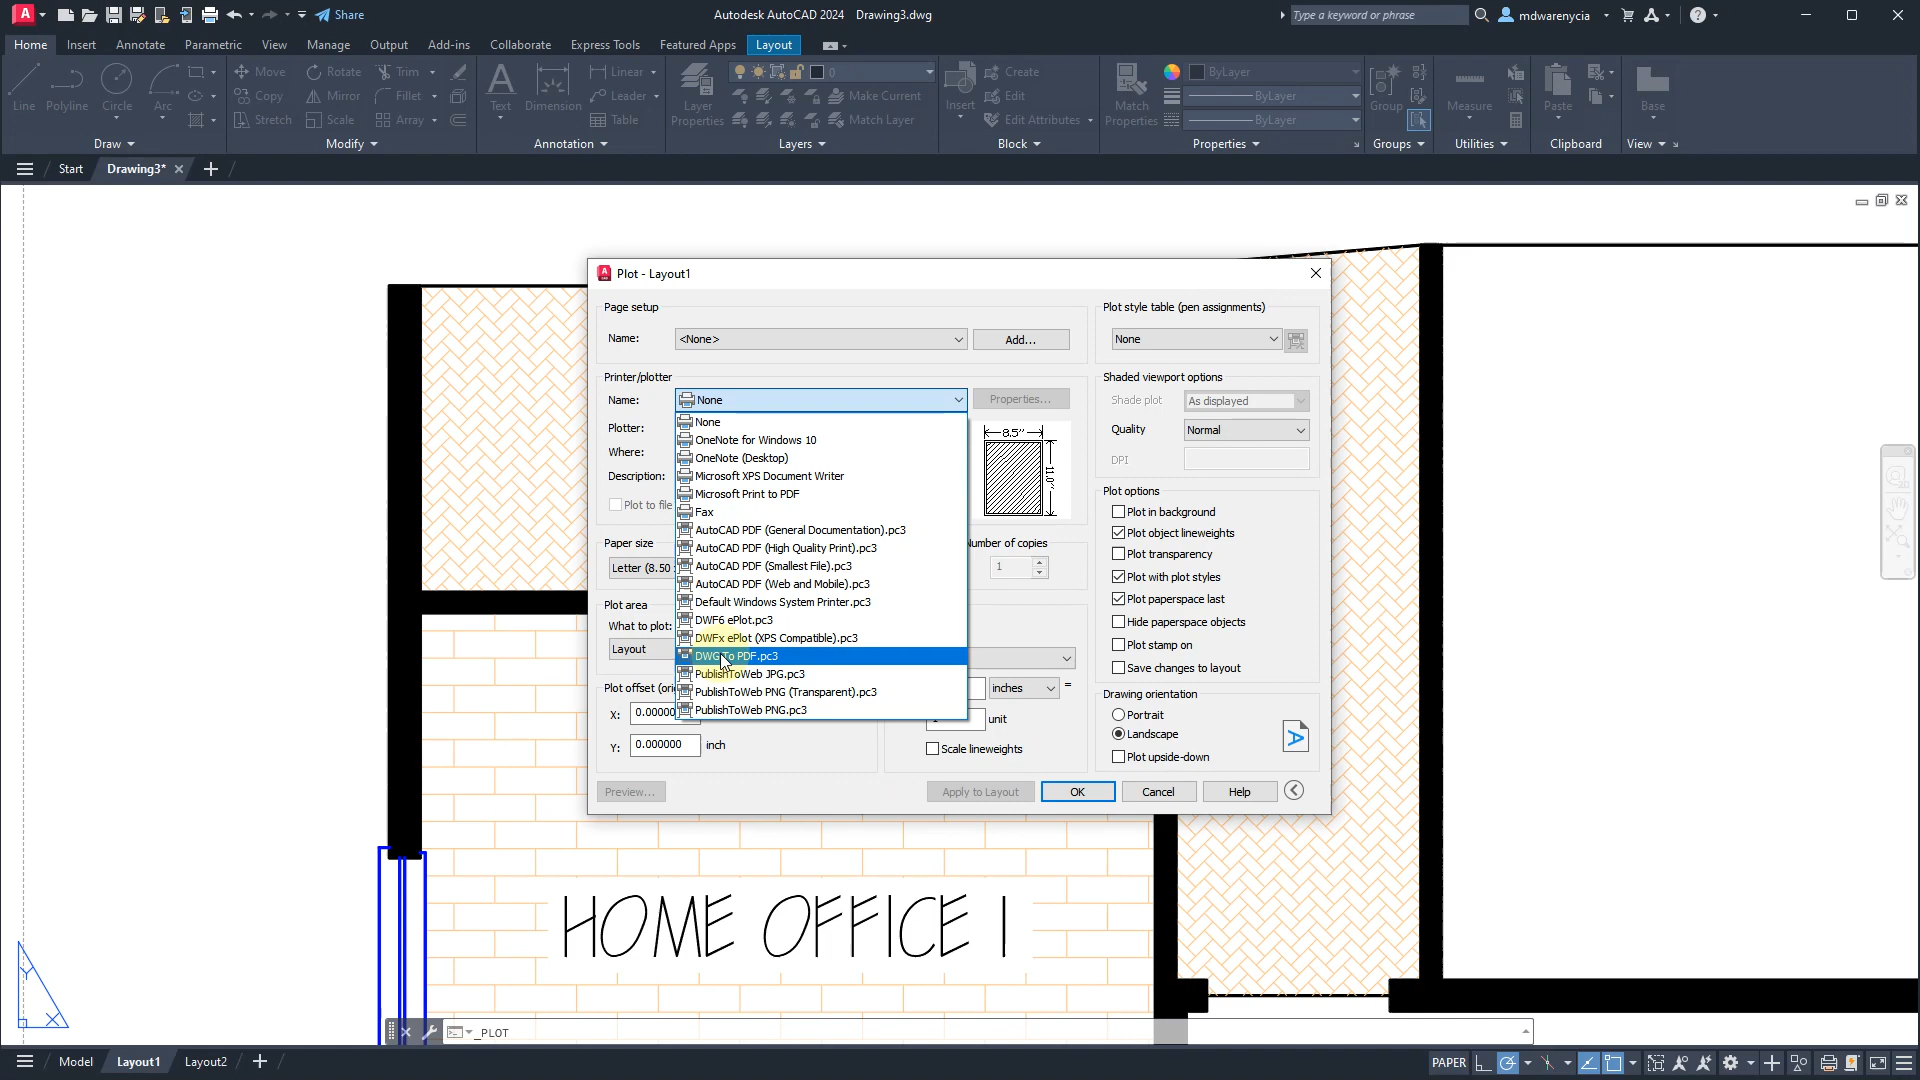 Share
Autodesk AutoCAD 2024 Drawing3.dwg
Type a keyword or phrase
mdwarenycia
Home Insert Annotate Parametric View Manage Output Add-ins Collaborate Express Tools Featured Apps Layout
Line
Polyline
Circle
Arc
Move
Copy
Stretch
Rotate
Mirror
Scale
Trim
Fillet
Array
Text
Dimension
Linear
Leader
Table
Layer
Properties
0
Make Current
Match Layer
Insert
Create
Edit
Edit Attributes
Match
Properties
ByLayer
ByLayer
ByLayer
Group
Measure
Paste
Base
Draw
Modify
Annotation
Layers
Block
Properties
Groups
Utilities
Clipboard
View
Start
Drawing3*
Plot - Layout1
Page setup
Name:
<None>
Add...
Printer/plotter
Name:
None
Properties...
Plotter:
Where:
Description:
Plot to file
None
OneNote for Windows 10
OneNote (Desktop)
Microsoft XPS Document Writer
Microsoft Print to PDF
Fax
AutoCAD PDF (General Documentation).pc3
AutoCAD PDF (High Quality Print).pc3
AutoCAD PDF (Smallest File).pc3
AutoCAD PDF (Web and Mobile).pc3
Default Windows System Printer.pc3
DWF6 ePlot.pc3
DWFx ePlot (XPS Compatible).pc3
DWG To PDF.pc3
PublishToWeb JPG.pc3
PublishToWeb PNG (Transparent).pc3
PublishToWeb PNG.pc3
8.5"
11.0"
Paper size
Letter (8.50
Number of copies
1
Plot area
What to plot:
Layout
Plot offset (ori
X:
0.00000
Y:
0.000000
inch
inches
=
unit
Scale lineweights
Plot style table (pen assignments)
None
Shaded viewport options
Shade plot
As displayed
Quality
Normal
DPI
Plot options
Plot in background
Plot object lineweights
Plot transparency
Plot with plot styles
Plot paperspace last
Hide paperspace objects
Plot stamp on
Save changes to layout
Drawing orientation
Portrait
Landscape
Plot upside-down
A
Preview...
Apply to Layout
OK
Cancel
Help
HOME OFFICE 1
Y
X
_PLOT
Model
Layout1
Layout2
PAPER